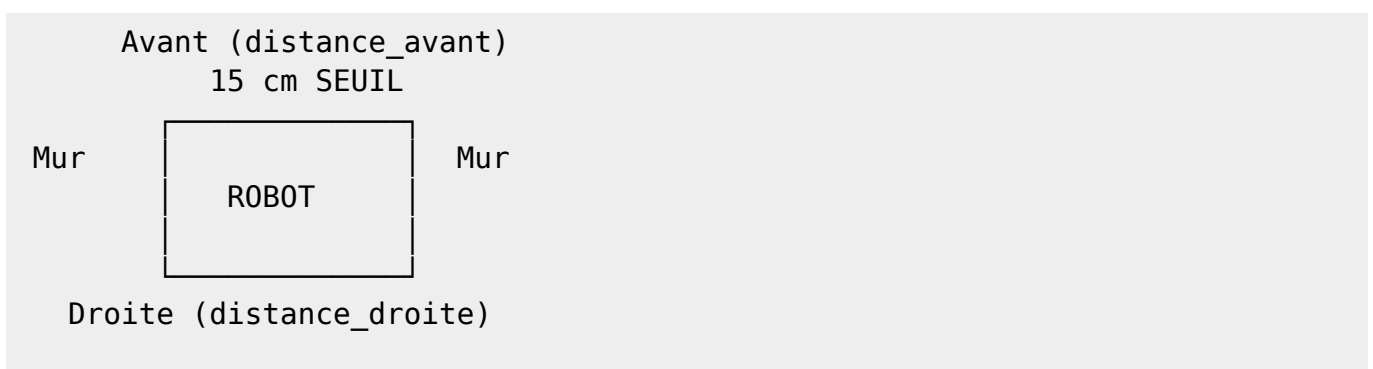 Avant (distance_avant)
15 cm SEUIL
Mur Mur
ROBOT
Droite (distance_droite)